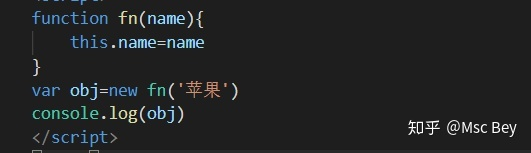 function fn(name){
    this.name=name
}
var obj=new fn('苹果')
console.log(obj)
</script>
知乎 @Msc Bey